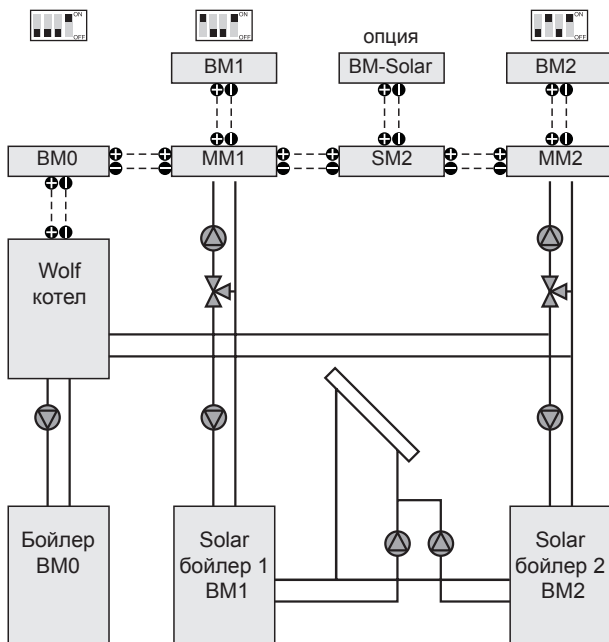 ON
OFF
ON
OFF
ON
OFF
опция
BM1
BM-Solar
BM2
BM0
MM1
SM2
MM2
Wolf
котел
Бойлер
BM0
Solar
бойлер 1
BM1
Solar
бойлер 2
BM2